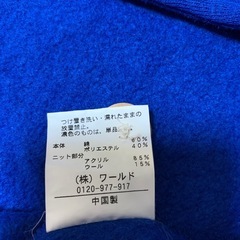 つけ置き洗い・濡れたままの
放置禁止。
濃色のものは、単品
本体 綿 60%
ポリエステル 40%
ニット部分
アクリル 85%
ウール 15%
(株) ワールド
0120-977-917
中国製